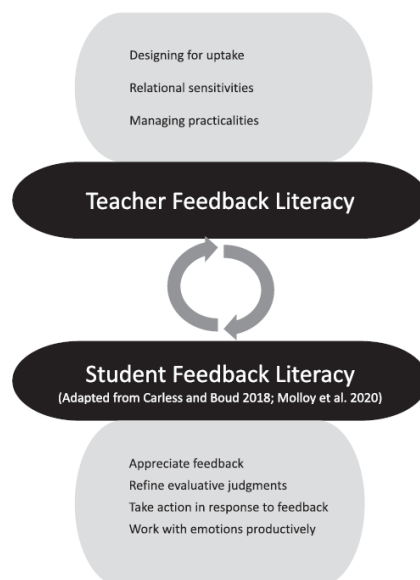 Designing for uptake
Relational sensitivities
Managing practicalities
Teacher Feedback Literacy
Student Feedback Literacy
(Adapted from Carless and Boud 2018; Molloy et al. 2020)
Appreciate feedback
Refine evaluative judgments
Take action in response to feedback
Work with emotions productively